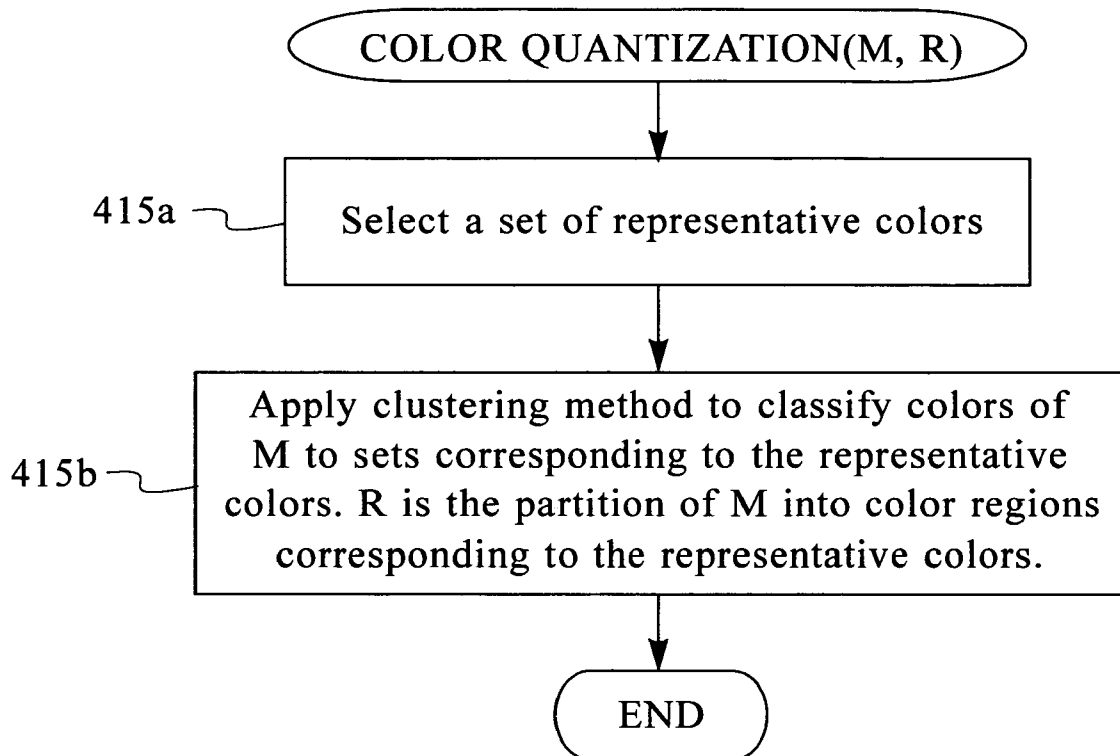 COLOR QUANTIZATION(M, R)
415a
Select a set of representative colors
415b
Apply clustering method to classify colors of
M to sets corresponding to the representative
colors. R is the partition of M into color regions
corresponding to the representative colors.
END